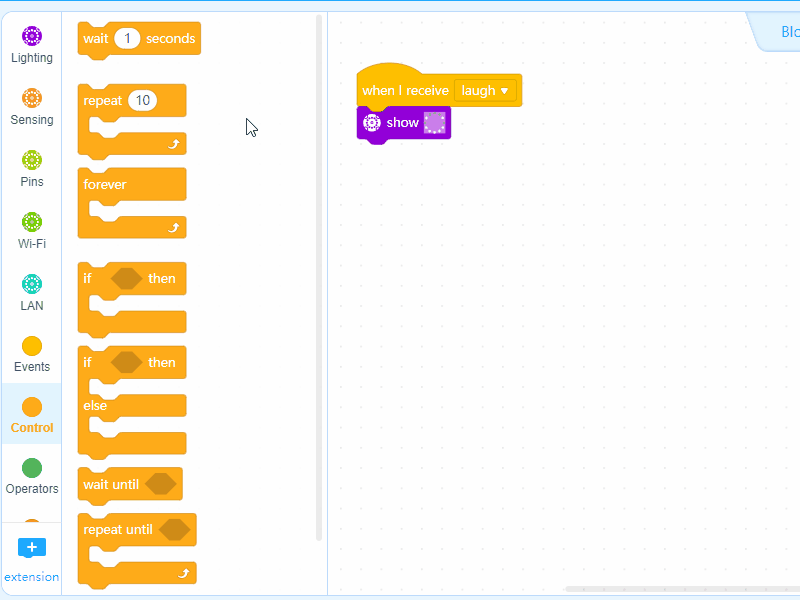 Lighting
Sensing
Pins
Wi-Fi
LAN
Events
Control
Operators
extension
wait 1 seconds
repeat 10
forever
if then
if then
else
wait until
repeat until
when I receive laugh
show